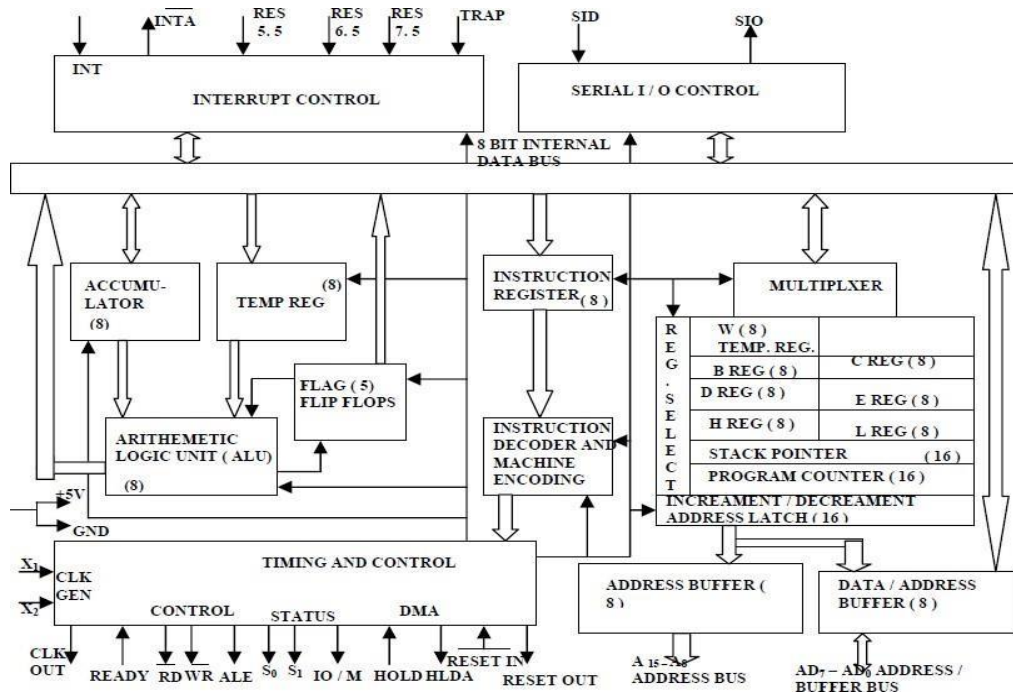 INTA
RES
5. 5
RES
6. 5
RES
7. 5
TRAP
SID
SIO
INT
INTERRUPT CONTROL
SERIAL I / O CONTROL
8 BIT INTERNAL
DATA BUS
ACCUMU-
LATOR
(8)
(8)
TEMP REG
INSTRUCTION
REGISTER ( 8 )
MULTIPLXER
R
E
G
.
S
E
L
E
C
T
W ( 8 )
TEMP. REG.
B REG ( 8 )
C REG ( 8 )
D REG ( 8 )
E REG ( 8 )
H REG ( 8 )
L REG ( 8 )
STACK POINTER ( 16 )
PROGRAM COUNTER ( 16 )
INCREAMENT / DECREAMENT
ADDRESS LATCH ( 16 )
FLAG ( 5 )
FLIP FLOPS
ARITHEMETIC
LOGIC UNIT ( ALU)
(8)
INSTRUCTION
DECODER AND
MACHINE
ENCODING
+5V
GND
X1
X2
CLK
GEN
TIMING AND CONTROL
CONTROL
STATUS
DMA
ADDRESS BUFFER (
8 )
DATA / ADDRESS
BUFFER ( 8 )
CLK
OUT
READY
RD
WR
ALE
S0
S1
IO / M
HOLD
HLDA
RESET IN
RESET OUT
A 15 – A8
ADDRESS BUS
AD7 – AD0 ADDRESS /
BUFFER BUS